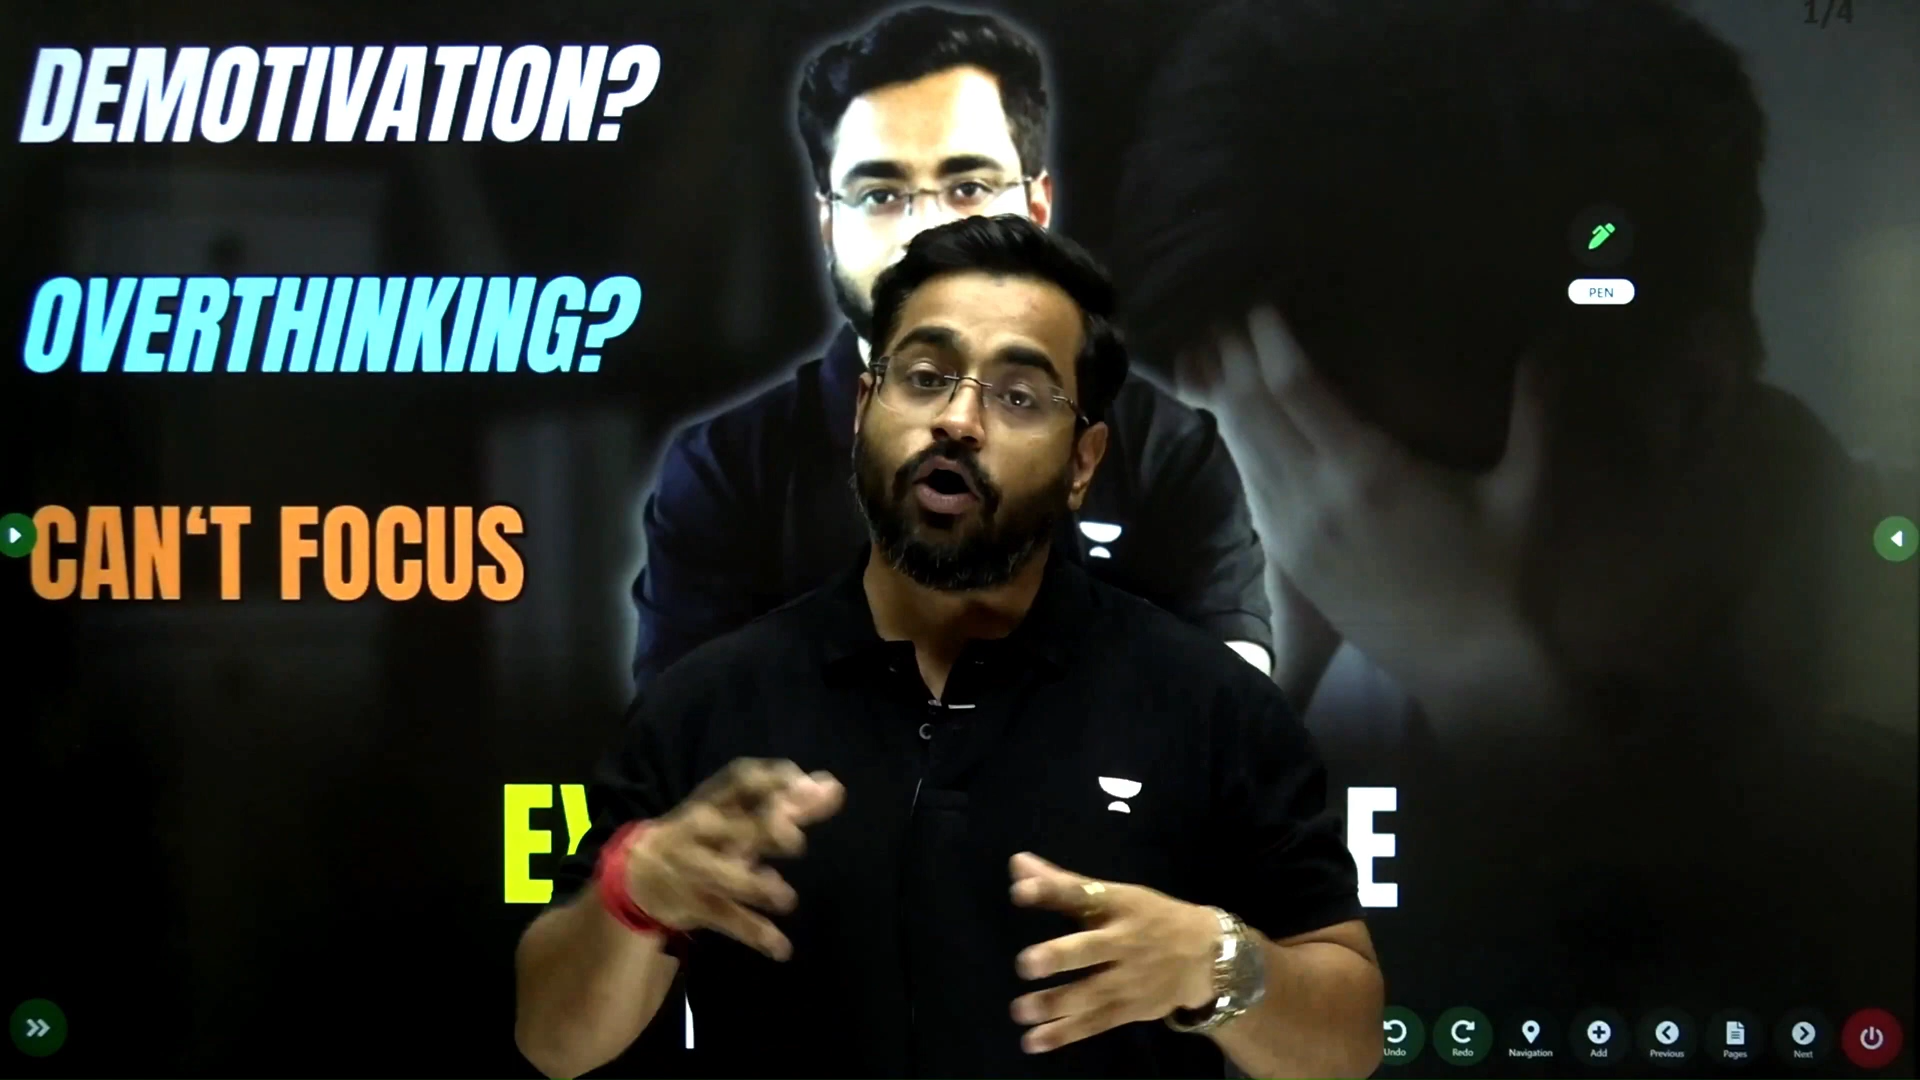 1/4
DEMOTIVATION?
PEN
OVERTHINKING?
CAN‘T FOCUS
E
Undo
Redo
Navigation
Add
Previous
Pages
Next